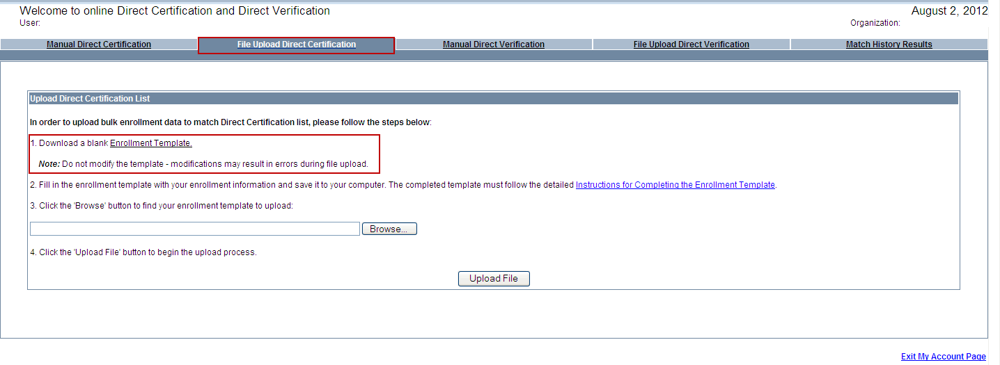 Welcome to online Direct Certification and Direct Verification
August 2, 2012
User:
Organization:
Manual Direct Certification
File Upload Direct Certification
Manual Direct Verification
File Upload Direct Verification
Match History Results
Upload Direct Certification List
In order to upload bulk enrollment data to match Direct Certification list, please follow the steps below:
1. Download a blank Enrollment Template.
Note: Do not modify the template - modifications may result in errors during file upload.
2. Fill in the enrollment template with your enrollment information and save it to your computer. The completed template must follow the detailed Instructions for Completing the Enrollment Template.
3. Click the 'Browse' button to find your enrollment template to upload:
Browse...
4. Click the 'Upload File' button to begin the upload process.
Upload File
Exit My Account Page